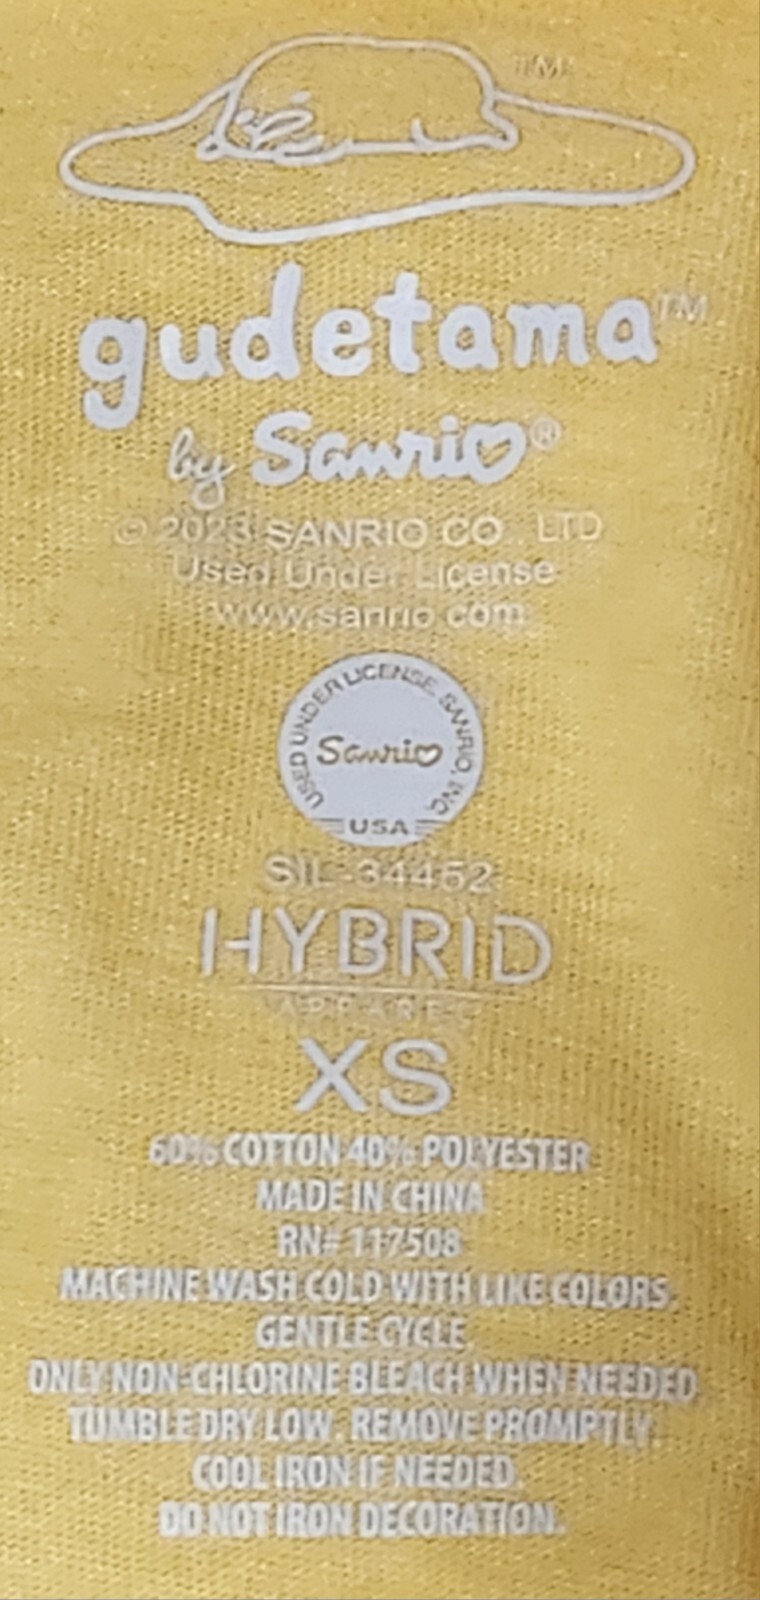 TM
gudetama™
by Sanrio®
© 2023 SANRIO CO., LTD
Used Under License
www.sanrio.com
USED UNDER LICENSE. SANRIO, INC.
Sanrio
USA
SIL-34452
HYBRID
APPAREL
XS
60% COTTON 40% POLYESTER
MADE IN CHINA
RN# 117508
MACHINE WASH COLD WITH LIKE COLORS.
GENTLE CYCLE.
ONLY NON-CHLORINE BLEACH WHEN NEEDED
TUMBLE DRY LOW. REMOVE PROMPTLY.
COOL IRON IF NEEDED.
DO NOT IRON DECORATION.